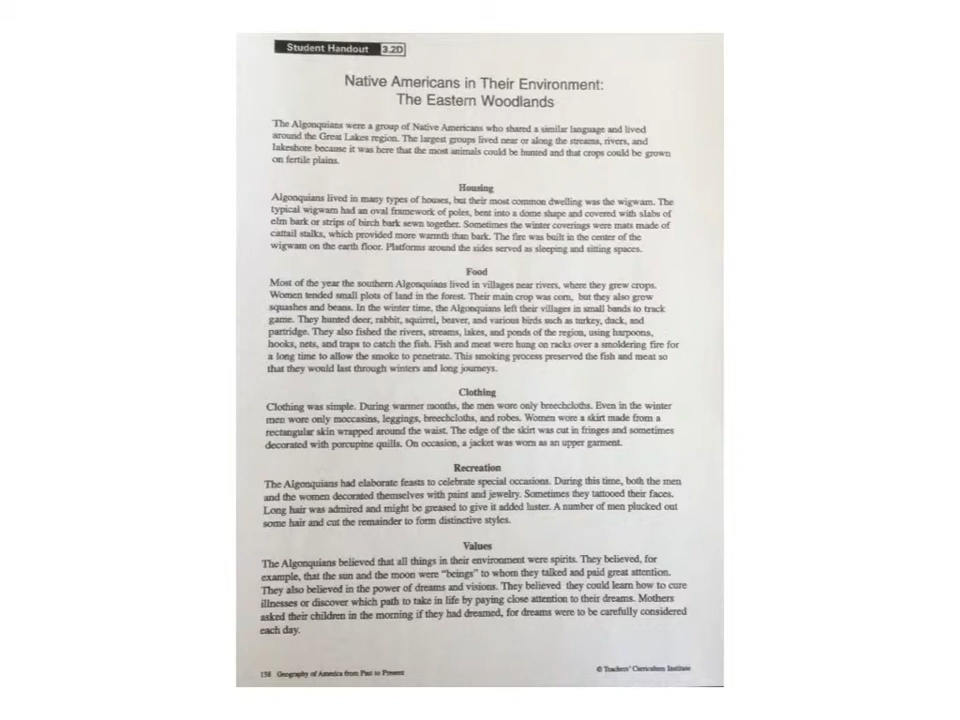 Student Handout 3.2D
Native Americans in Their Environment:
The Eastern Woodlands
The Algonquians were a group of Native Americans who shared a similar language and lived
around the Great Lakes region. The largest groups lived near or along the streams, rivers, and
lakeshore because it was here that the most animals could be hunted and that crops could be grown
on fertile plains.
Housing
Algonquians lived in many types of houses, but their most common dwelling was the wigwam. The
typical wigwam had an oval framework of poles, bent into a dome shape and covered with slabs of
elm bark or strips of birch bark sewn together. Sometimes the winter coverings were mats made of
cattail stalks, which provided more warmth than bark. The fire was built in the center of the
wigwam on the earth floor. Platforms around the sides served as sleeping and sitting spaces.
Food
Most of the year the southern Algonquians lived in villages near rivers, where they grew crops.
Women tended small plots of land in the forest. Their main crop was corn, but they also grew
squashes and beans. In the winter time, the Algonquians left their villages in small bands to track
game. They hunted deer, rabbit, squirrel, beaver, and various birds such as turkey, duck, and
partridge. They also fished the rivers, streams, lakes, and ponds of the region, using harpoons,
hooks, nets, and traps to catch the fish. Fish and meat were hung on racks over a smoldering fire for
a long time to allow the smoke to penetrate. This smoking process preserved the fish and meat so
that they would last through winters and long journeys.
Clothing
Clothing was simple. During warmer months, the men wore only breechcloths. Even in the winter
men wore only moccasins, leggings, breechcloths, and robes. Women wore a skirt made from a
rectangular skin wrapped around the waist. The edge of the skirt was cut in fringes and sometimes
decorated with porcupine quills. On occasion, a jacket was worn as an upper garment.
Recreation
The Algonquians had elaborate feasts to celebrate special occasions. During this time, both the men
and the women decorated themselves with paint and jewelry. Sometimes they tattooed their faces.
Long hair was admired and might be greased to give it added luster. A number of men plucked out
some hair and cut the remainder to form distinctive styles.
Values
The Algonquians believed that all things in their environment were spirits. They believed, for
example, that the sun and the moon were "beings" to whom they talked and paid great attention.
They also believed in the power of dreams and visions. They believed they could learn how to cure
illnesses or discover which path to take in life by paying close attention to their dreams. Mothers
asked their children in the morning if they had dreamed, for dreams were to be carefully considered
each day.
158 Geography of America from Past to Present
© Teachers' Curriculum Institute